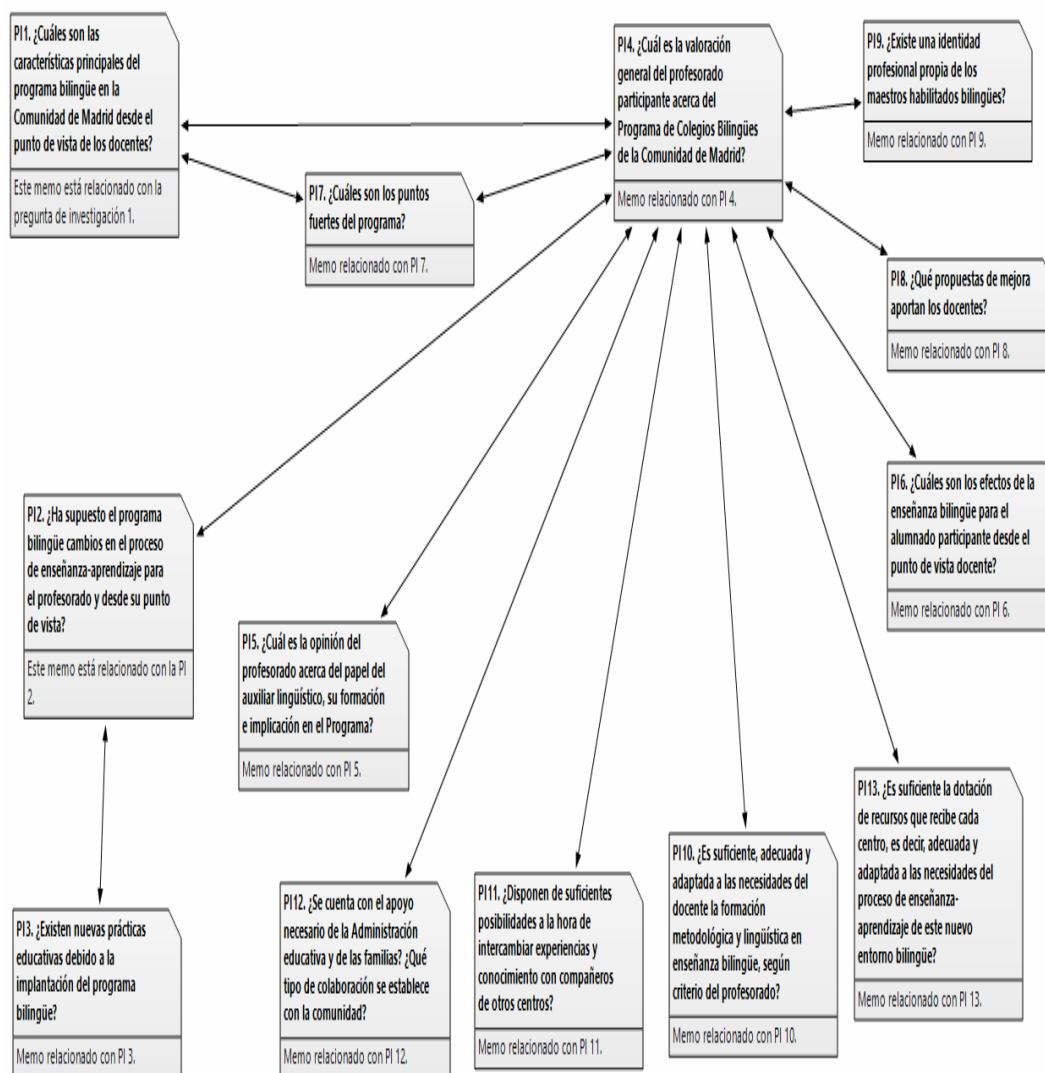 PI1. ¿Cuáles son las
características principales del
programa bilingüe en la
Comunidad de Madrid desde el
punto de vista de los docentes?
Este memo está relacionado con la
pregunta de investigación 1.
PI7. ¿Cuáles son los puntos
fuertes del programa?
Memo relacionado con PI 7.
PI4. ¿Cuál es la valoración
general del profesorado
participante acerca del
Programa de Colegios Bilingües
de la Comunidad de Madrid?
Memo relacionado con PI 4.
PI9. ¿Existe una identidad
profesional propia de los
maestros habilitados bilingües?
Memo relacionado con PI 9.
PI8. ¿Qué propuestas de mejora
aportan los docentes?
Memo relacionado con PI 8.
PI6. ¿Cuáles son los efectos de la
enseñanza bilingüe para el
alumnado participante desde el
punto de vista docente?
Memo relacionado con PI 6.
PI2. ¿Ha supuesto el programa
bilingüe cambios en el proceso
de enseñanza-aprendizaje para
el profesorado y desde su punto
de vista?
Este memo está relacionado con la PI
2.
PI5. ¿Cuál es la opinión del
profesorado acerca del papel del
auxiliar lingüístico, su formación
e implicación en el Programa?
Memo relacionado con PI 5.
PI3. ¿Existen nuevas prácticas
educativas debido a la
implantación del programa
bilingüe?
Memo relacionado con PI 3.
PI12. ¿Se cuenta con el apoyo
necesario de la Administración
educativa y de las familias? ¿Qué
tipo de colaboración se establece
con la comunidad?
Memo relacionado con PI 12.
PI11. ¿Disponen de suficientes
posibilidades a la hora de
intercambiar experiencias y
conocimiento con compañeros
de otros centros?
Memo relacionado con PI 11.
PI10. ¿Es suficiente, adecuada y
adaptada a las necesidades del
docente la formación
metodológica y lingüística en
enseñanza bilingüe, según
criterio del profesorado?
Memo relacionado con PI 10.
PI13. ¿Es suficiente la dotación
de recursos que recibe cada
centro, es decir, adecuada y
adaptada a las necesidades del
proceso de enseñanza-
aprendizaje de este nuevo
entorno bilingüe?
Memo relacionado con PI 13.